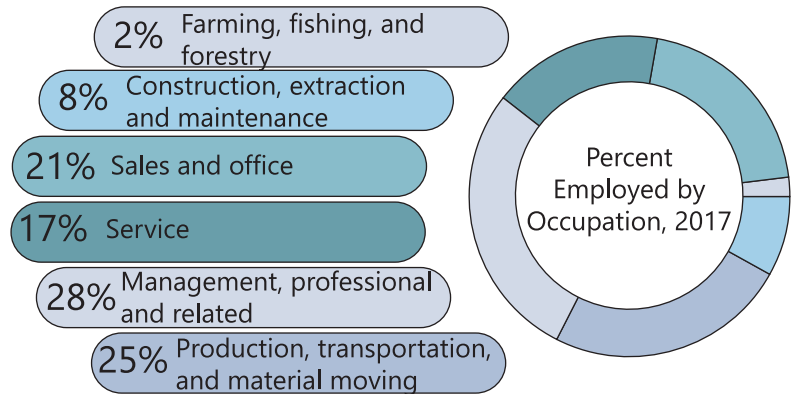 2% Farming, fishing, and
forestry
8% Construction, extraction
and maintenance
21% Sales and office
17% Service
28% Management, professional
and related
25% Production, transportation,
and material moving
Percent
Employed by
Occupation, 2017